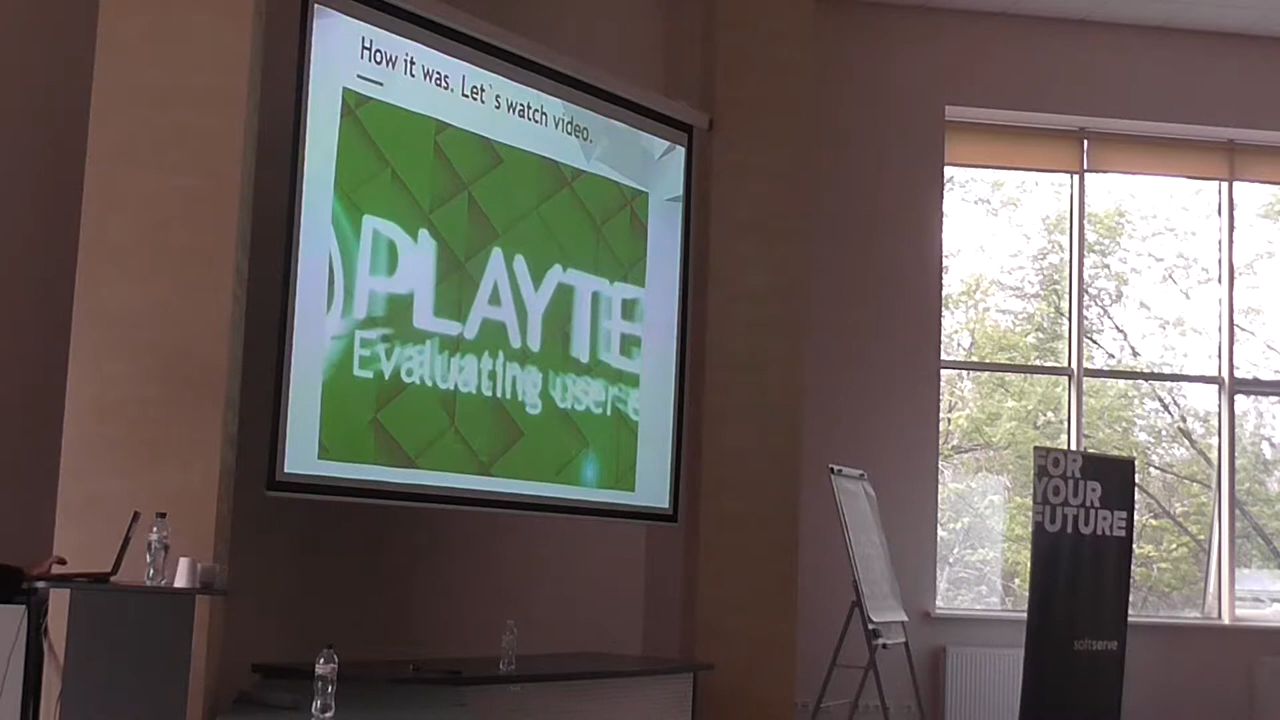 How it was. Let`s watch video.
PLAYTE
Evaluating user-e
FOR
YOUR
FUTURE
softserve